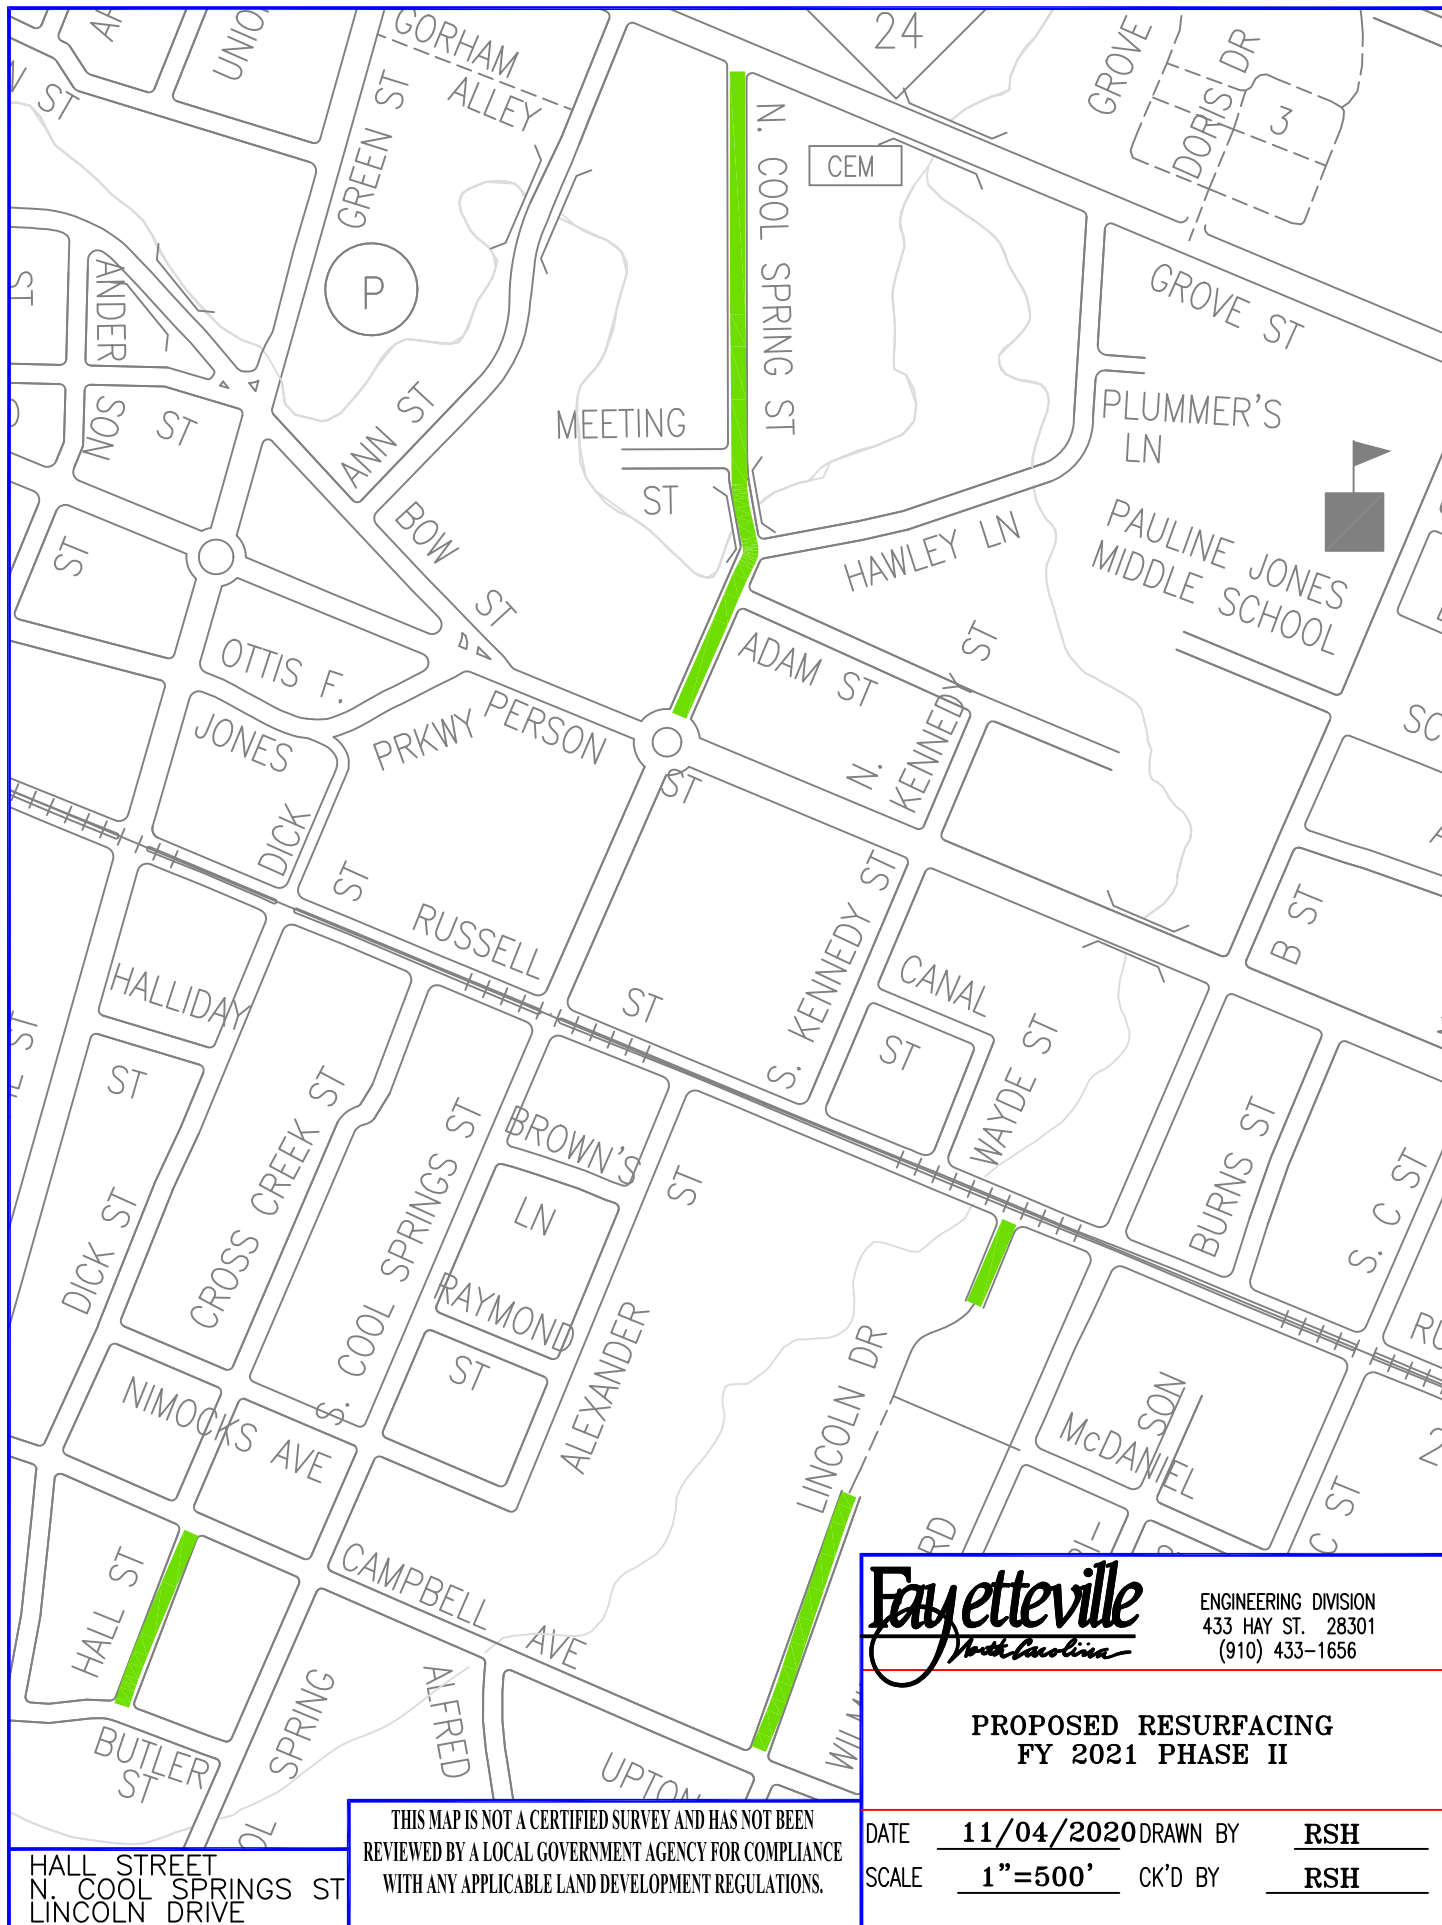 GORHAM
ALLEY
24
GROVE
DORIS DR
3
ST
GREEN ST
N. COOL SPRING ST
CEM
P
ST
ANDER
SON
ST
GROVE ST
ANN ST
MEETING
ST
PLUMMER'S
LN
BOW
ST
HAWLEY LN
PAULINE JONES
MIDDLE SCHOOL
ST
OTTIS F.
JONES
PRKWY
PERSON
ST
ADAM ST
N.
KENNEDY ST
DICK
ST
RUSSELL
ST
S. KENNEDY ST
CANAL
ST
B ST
HALLIDAY
ST
ST
WAYDE ST
CROSS CREEK ST
S. COOL SPRINGS ST
BROWN'S
LN
ST
BURNS ST
S. C ST
DICK ST
RAYMOND
ST
ALEXANDER
LINCOLN DR
NIMOCKS AVE
McDANIEL
SON
C ST
HALL ST
CAMPBELL
AVE
SPRING
ALFRED
BUTLER
ST
Fayetteville
North Carolina
ENGINEERING DIVISION
433 HAY ST. 28301
(910) 433-1656
PROPOSED RESURFACING
FY 2021 PHASE II
DATE 11/04/2020 DRAWN BY RSH
SCALE 1"=500' CK'D BY RSH
THIS MAP IS NOT A CERTIFIED SURVEY AND HAS NOT BEEN
REVIEWED BY A LOCAL GOVERNMENT AGENCY FOR COMPLIANCE
WITH ANY APPLICABLE LAND DEVELOPMENT REGULATIONS.
HALL STREET
N. COOL SPRINGS ST
LINCOLN DRIVE